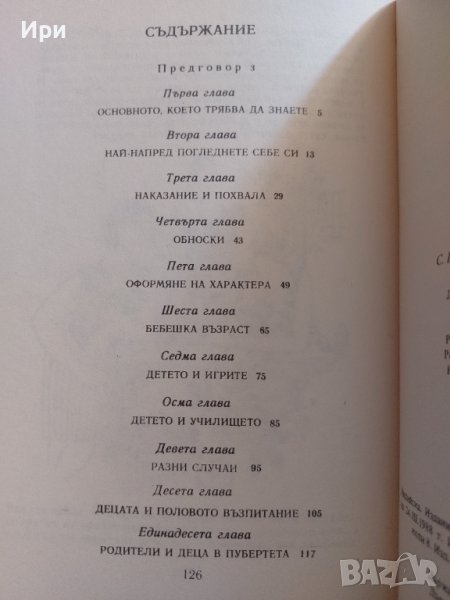 Ири
СЪДЪРЖАНИЕ
Предговор 3
Първа глава
ОСНОВНОТО, КОЕТО ТРЯБВА ДА ЗНАЕТЕ 5
Втора глава
НАЙ-НАПРЕД ПОГЛЕДНЕТЕ СЕБЕ СИ 13
Трета глава
НАКАЗАНИЕ И ПОХВАЛА 29
Четвърта глава
ОБНОСКИ 43
Пета глава
ОФОРМЯНЕ НА ХАРАКТЕРА 49
Шеста глава
БЕБЕШКА ВЪЗРАСТ 65
Седма глава
ДЕТЕТО И ИГРИТЕ 75
Осма глава
ДЕТЕТО И УЧИЛИЩЕТО 85
Девета глава
РАЗНИ СЛУЧАИ 95
Десета глава
ДЕЦАТА И ПОЛОВОТО ВЪЗПИТАНИЕ 105
Единадесета глава
РОДИТЕЛИ И ДЕЦА В ПУБЕРТЕТА 117
126
BAZAR